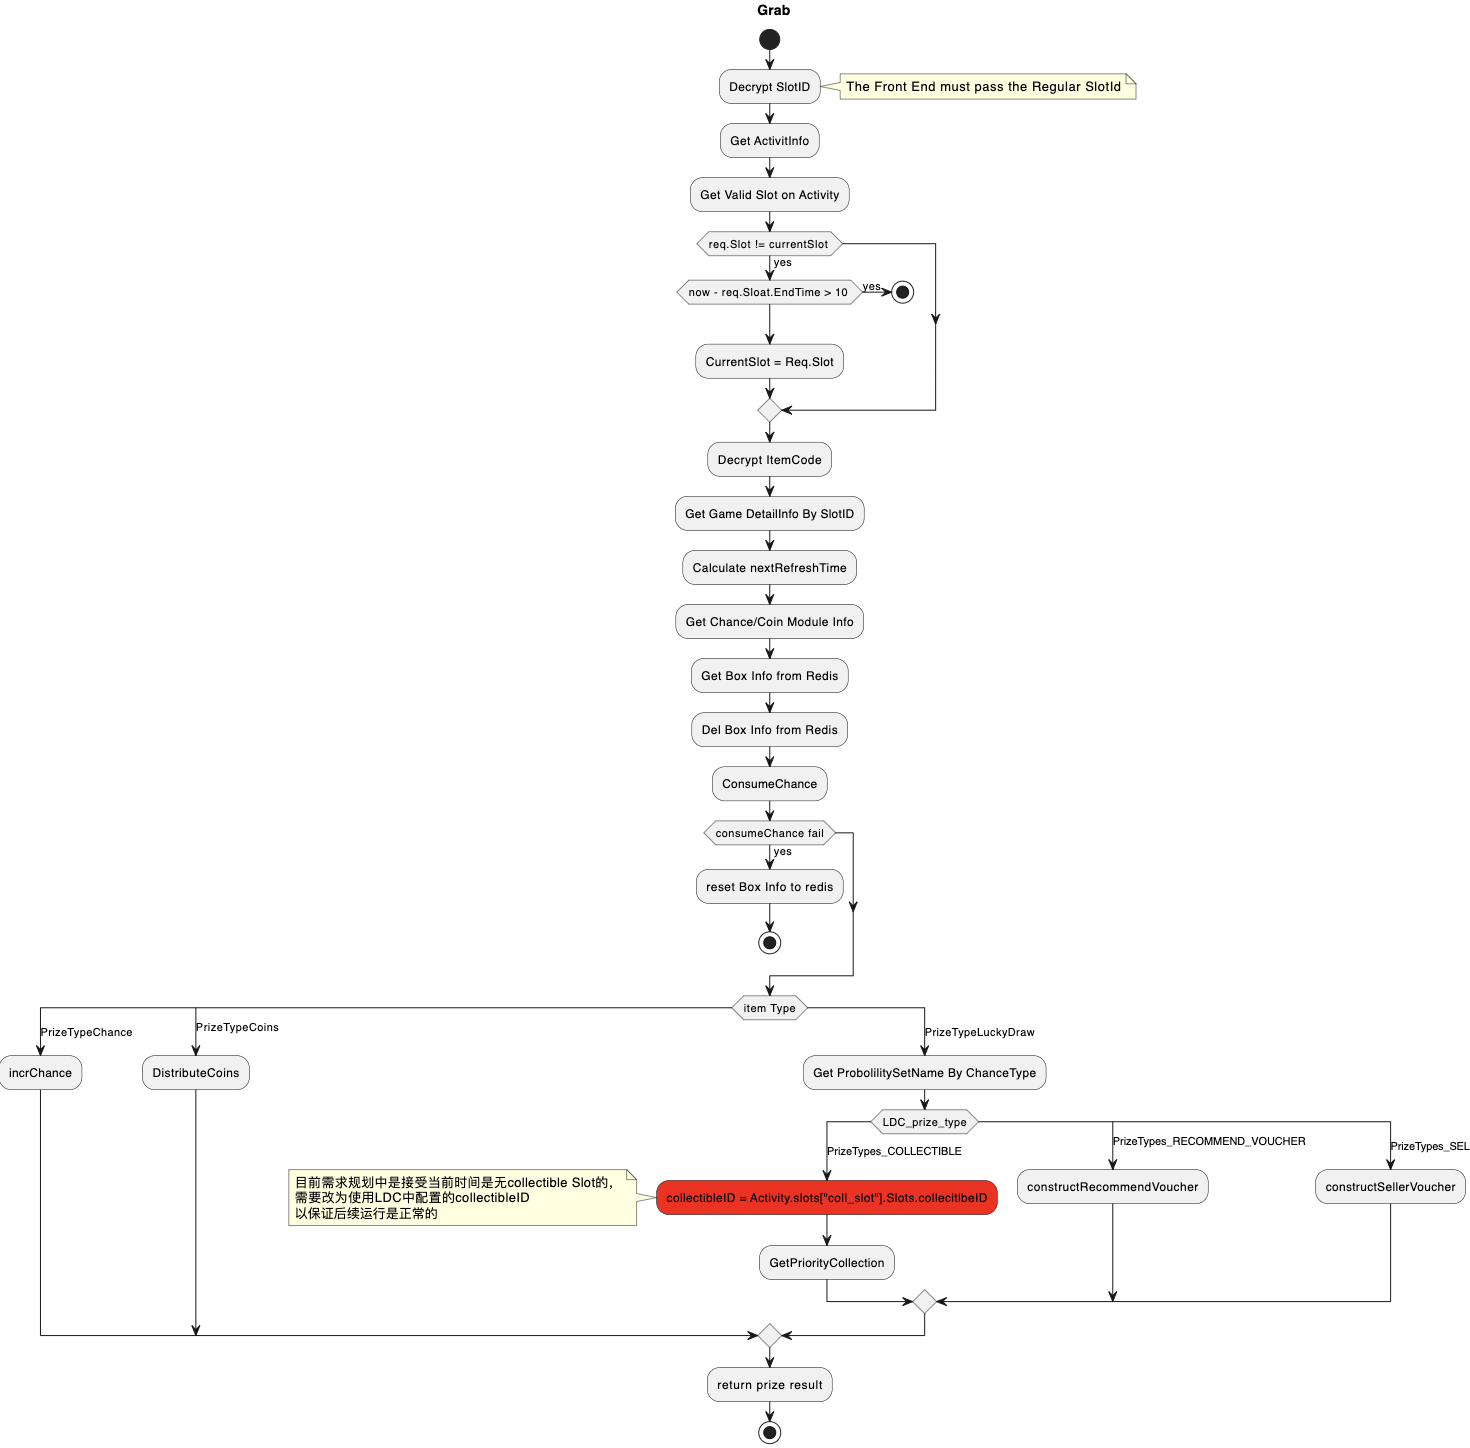 Grab
Decrypt SlotID
The Front End must pass the Regular SlotId
Get ActivitInfo
Get Valid Slot on Activity
req.Slot != currentSlot
yes
now - req.Sloat.EndTime > 10
yes
CurrentSlot = Req.Slot
Decrypt ItemCode
Get Game DetailInfo By SlotID
Calculate nextRefreshTime
Get Chance/Coin Module Info
Get Box Info from Redis
Del Box Info from Redis
ConsumeChance
consumeChance fail
yes
reset Box Info to redis
item Type
PrizeTypeChance
PrizeTypeCoins
PrizeTypeLuckyDraw
incrChance
DistributeCoins
Get ProbolilitySetName By ChanceType
LDC_prize_type
PrizeTypes_COLLECTIBLE
PrizeTypes_RECOMMEND_VOUCHER
PrizeTypes_SEL
目前需求规划中是接受当前时间是无collectible Slot的，
需要改为使用LDC中配置的collectibleID
以保证后续运行是正常的
collectibleID = Activity.slots["coll_slot"].Slots.collecitlbeID
constructRecommendVoucher
constructSellerVoucher
GetPriorityCollection
return prize result